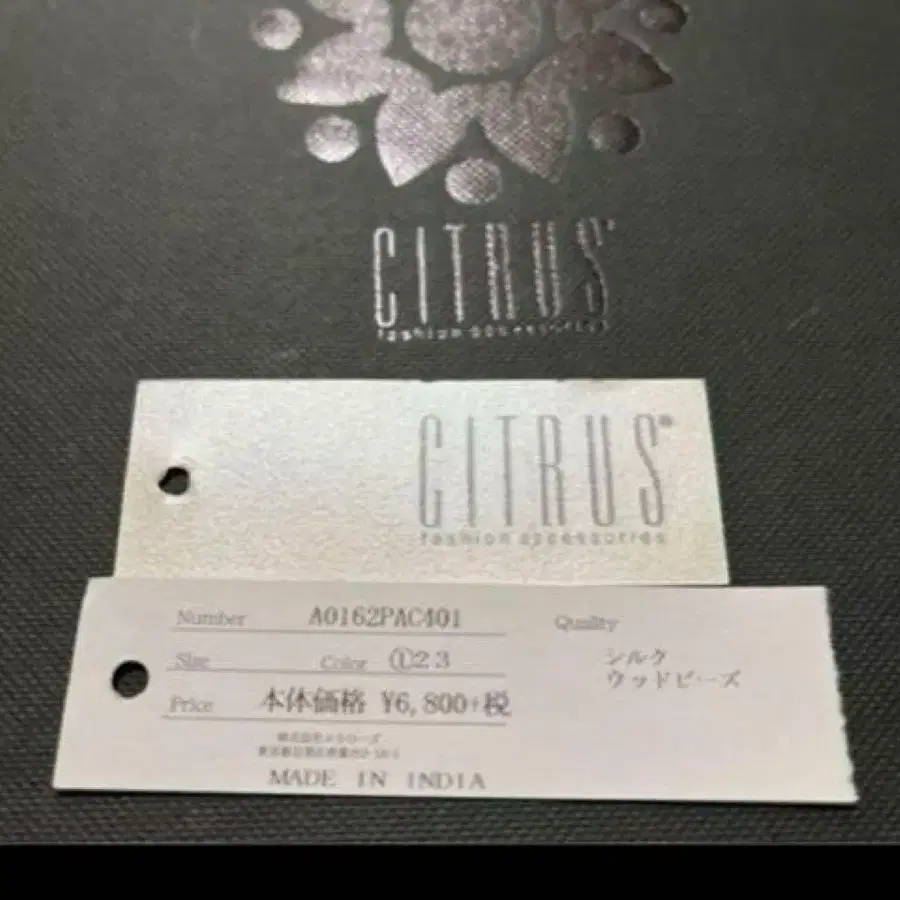 CITRUS
fashion accessories
CITRUS
fashion accessories
Number A0162PAC401
Quality
Size Color ①23
シルク
ウッドビーズ
Price 本体価格 ¥6,800+税
MADE IN INDIA